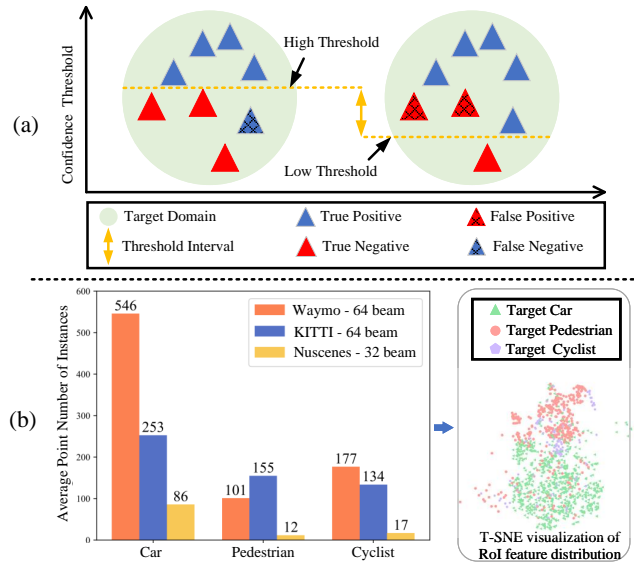 (a)
Confidence Threshold
High Threshold
Low Threshold
Target Domain
True Positive
False Positive
Threshold Interval
True Negative
False Negative
(b)
Average Point Number of Instances
600
500
400
300
200
100
0
546
253
86
101
155
12
177
134
17
Car
Pedestrian
Cyclist
Waymo - 64 beam
KITTI - 64 beam
Nuscenes - 32 beam
Target Car
Target Pedestrian
Target Cyclist
T-SNE visualization of
RoI feature distribution